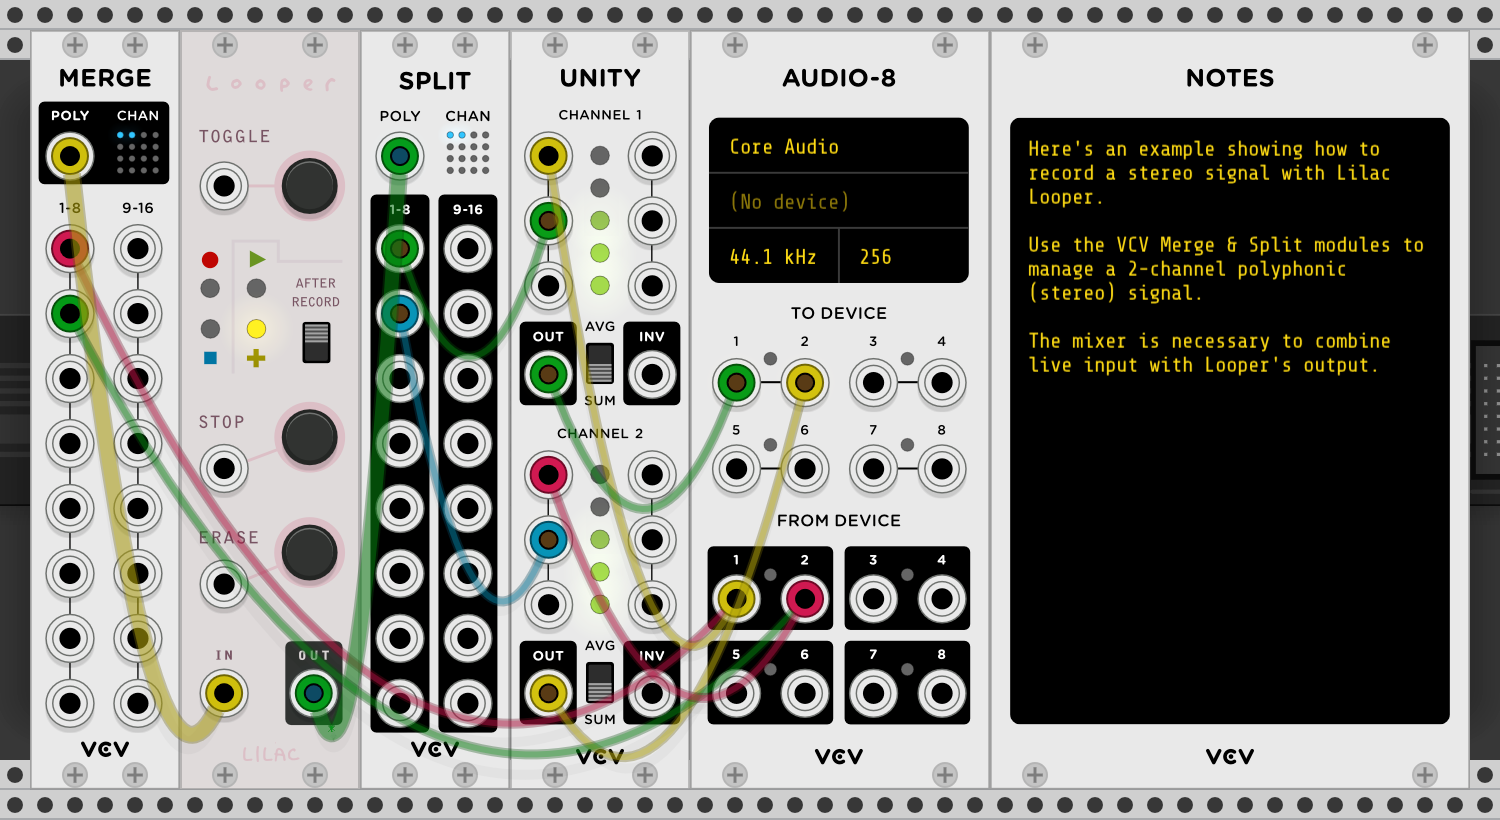 MERGE
POLY CHAN
1-8 9-16
VCV
Looper
TOGGLE
AFTER
RECORD
STOP
ERASE
IN OUT
LILAC
SPLIT
POLY CHAN
1-8 9-16
VCV
UNITY
CHANNEL 1
OUT AVG INV
SUM
CHANNEL 2
OUT AVG INV
SUM
VCV
AUDIO-8
Core Audio
(No device)
44.1 kHz 256
TO DEVICE
1 2 3 4
5 6 7 8
FROM DEVICE
1 2 3 4
5 6 7 8
VCV
NOTES
Here's an example showing how to
record a stereo signal with Lilac
Looper.
Use the VCV Merge & Split modules to
manage a 2-channel polyphonic
(stereo) signal.
The mixer is necessary to combine
live input with Looper's output.
VCV